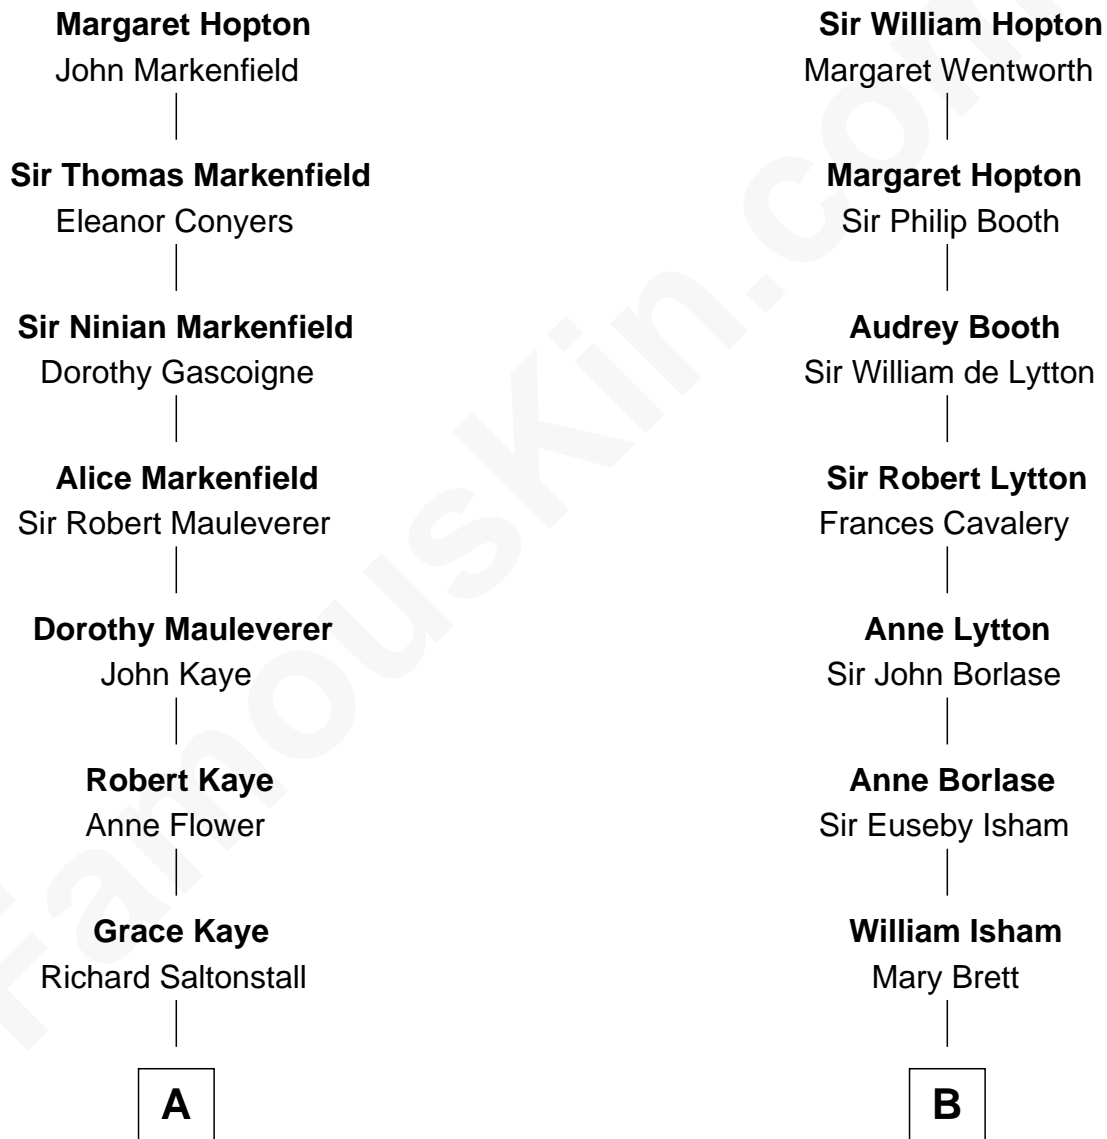 Margaret Hopton
John Markenfield
Sir Thomas Markenfield
Eleanor Conyers
Sir Ninian Markenfield
Dorothy Gascoigne
Alice Markenfield
Sir Robert Mauleverer
Dorothy Mauleverer
John Kaye
Robert Kaye
Anne Flower
Grace Kaye
Richard Saltonstall
A
Sir William Hopton
Margaret Wentworth
Margaret Hopton
Sir Philip Booth
Audrey Booth
Sir William de Lytton
Sir Robert Lytton
Frances Cavalery
Anne Lytton
Sir John Borlase
Anne Borlase
Sir Euseby Isham
William Isham
Mary Brett
B
FamousKin.com